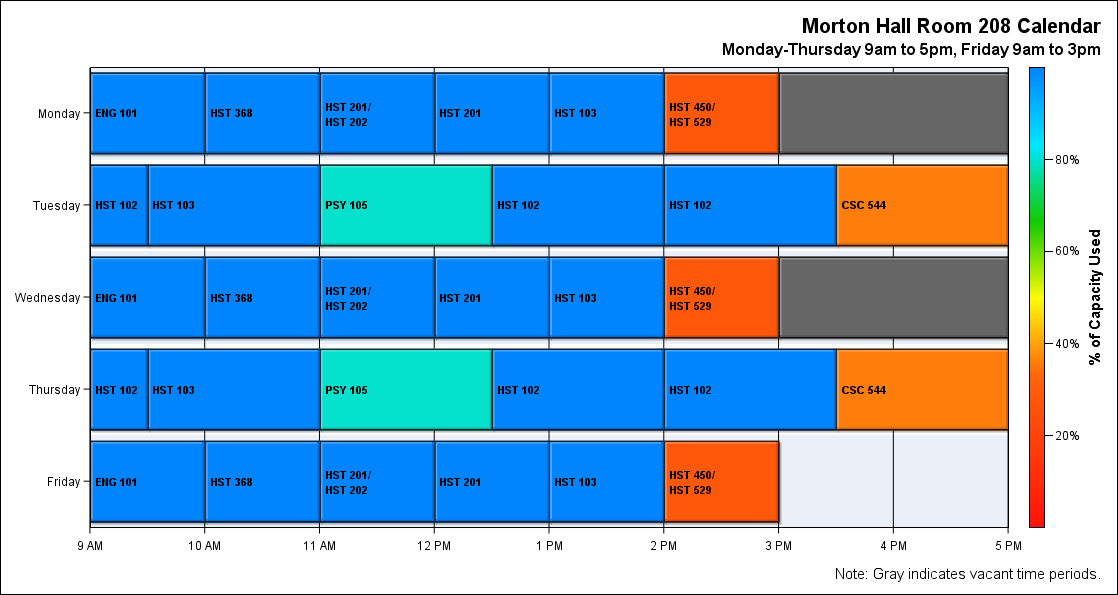 Morton Hall Room 208 Calendar
Monday-Thursday 9am to 5pm, Friday 9am to 3pm
Monday
ENG 101
HST 368
HST 201/
HST 202
HST 201
HST 103
HST 450/
HST 529
Tuesday
HST 102
HST 103
PSY 105
HST 102
HST 102
CSC 544
Wednesday
ENG 101
HST 368
HST 201/
HST 202
HST 201
HST 103
HST 450/
HST 529
Thursday
HST 102
HST 103
PSY 105
HST 102
HST 102
CSC 544
Friday
ENG 101
HST 368
HST 201/
HST 202
HST 201
HST 103
HST 450/
HST 529
9 AM
10 AM
11 AM
12 PM
1 PM
2 PM
3 PM
4 PM
5 PM
80%
60%
40%
20%
% of Capacity Used
Note: Gray indicates vacant time periods.